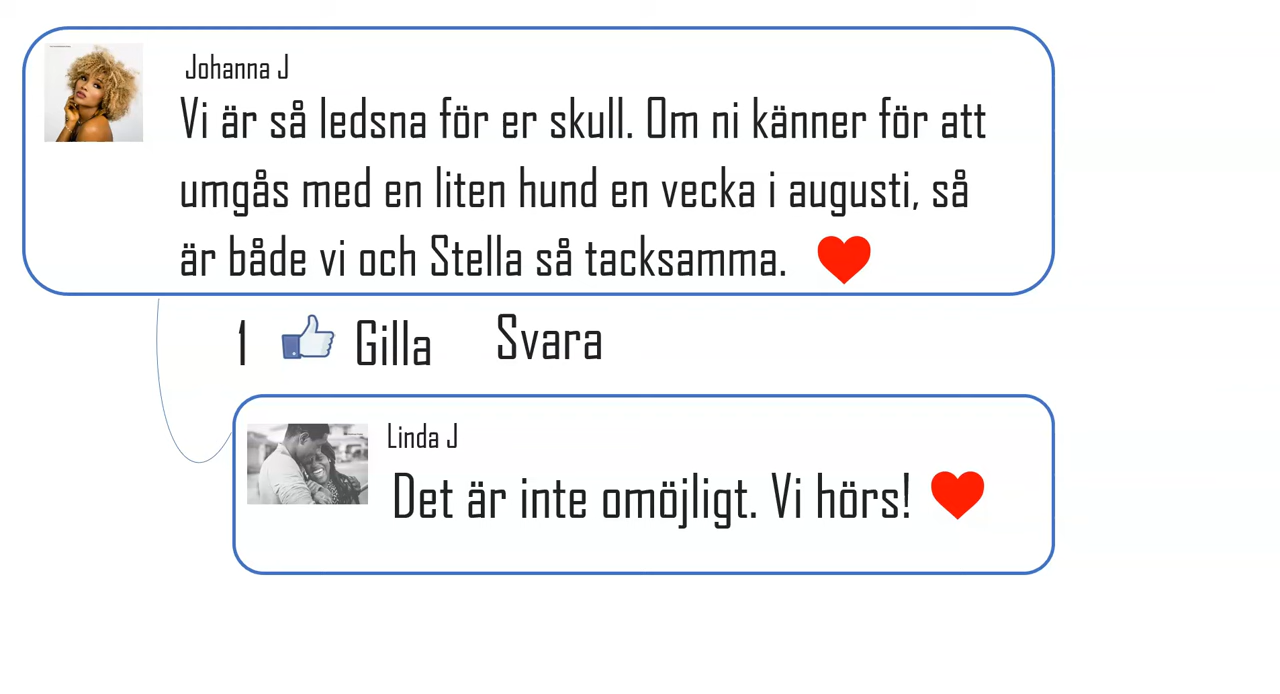 Johanna J
Vi är så ledsna för er skull. Om ni känner för att
umgås med en liten hund en vecka i augusti, så
är både vi och Stella så tacksamma.
1 Gilla Svara
Linda J
Det är inte omöjligt. Vi hörs!